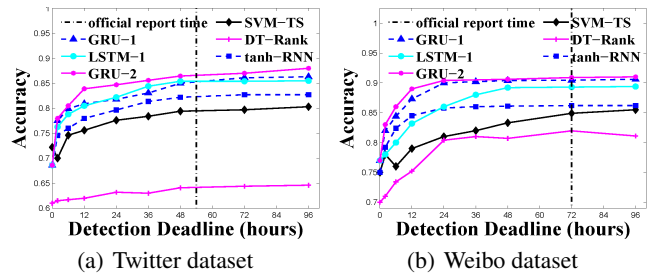 official report time
SVM-TS
GRU-1
DT-Rank
LSTM-1
tanh-RNN
GRU-2
Accuracy
0.9
0.85
0.8
0.75
0.7
0.65
0.6
0 12 24 36 48 60 72 84 96
Detection Deadline (hours)
(a) Twitter dataset
official report time
SVM-TS
GRU-1
DT-Rank
LSTM-1
tanh-RNN
GRU-2
Accuracy
1
0.95
0.9
0.85
0.8
0.75
0.7
0 12 24 36 48 60 72 84 96
Detection Deadline (hours)
(b) Weibo dataset